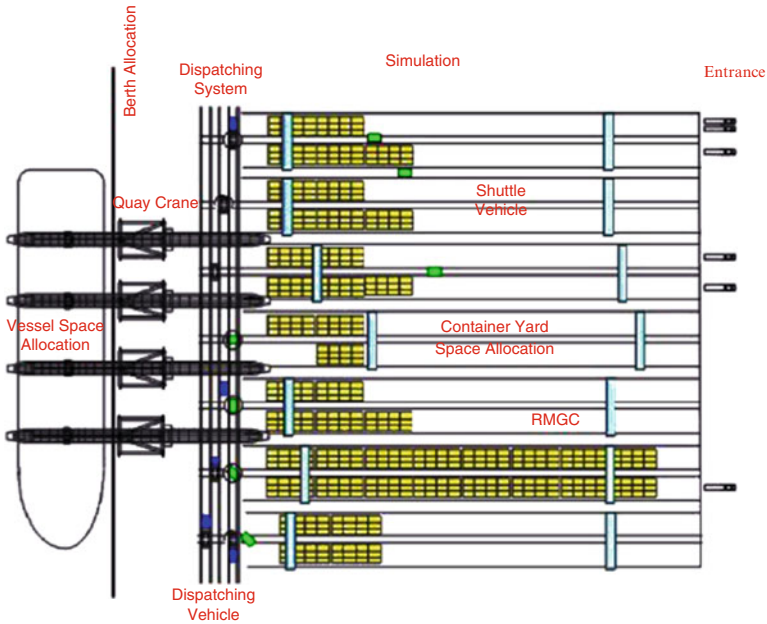 Berth Allocation
Simulation
Dispatching
System
Entrance
Quay Crane
Shuttle
Vehicle
Vessel Space
Allocation
Container Yard
Space Allocation
RMGC
Dispatching
Vehicle